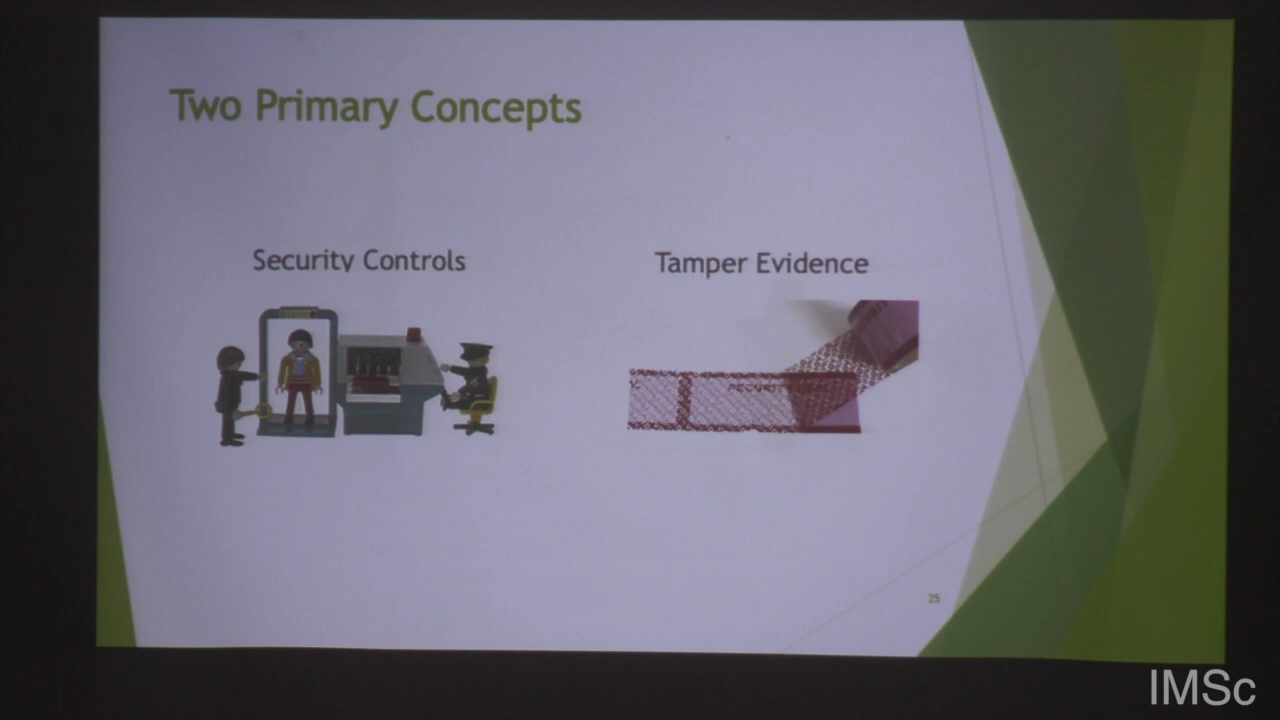 Two Primary Concepts
Security Controls
Tamper Evidence
25
IMSc